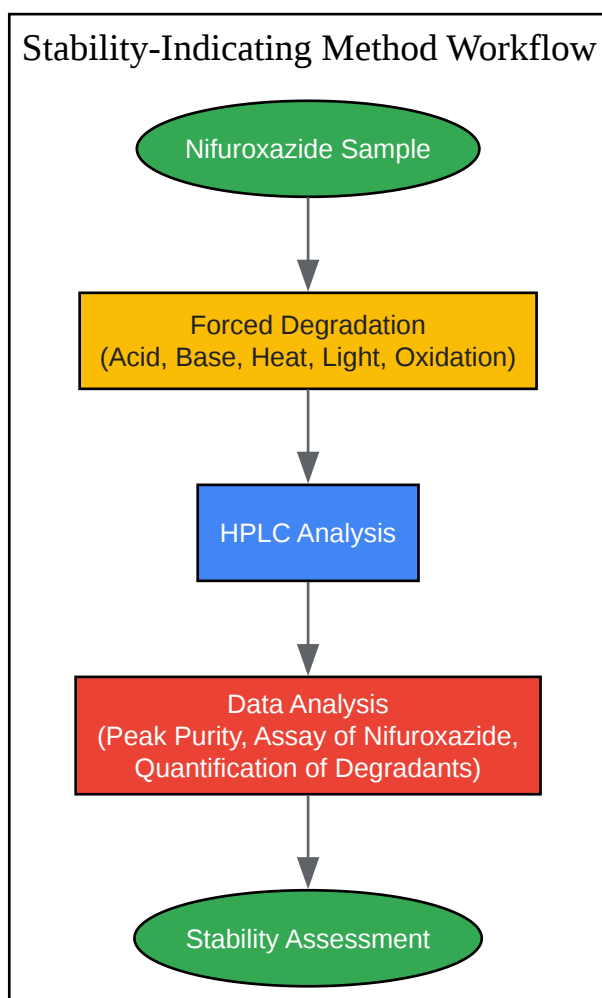 Stability-Indicating Method Workflow
Nifuroxazide Sample
Forced Degradation
(Acid, Base, Heat, Light, Oxidation)
HPLC Analysis
Data Analysis
(Peak Purity, Assay of Nifuroxazide,
Quantification of Degradants)
Stability Assessment